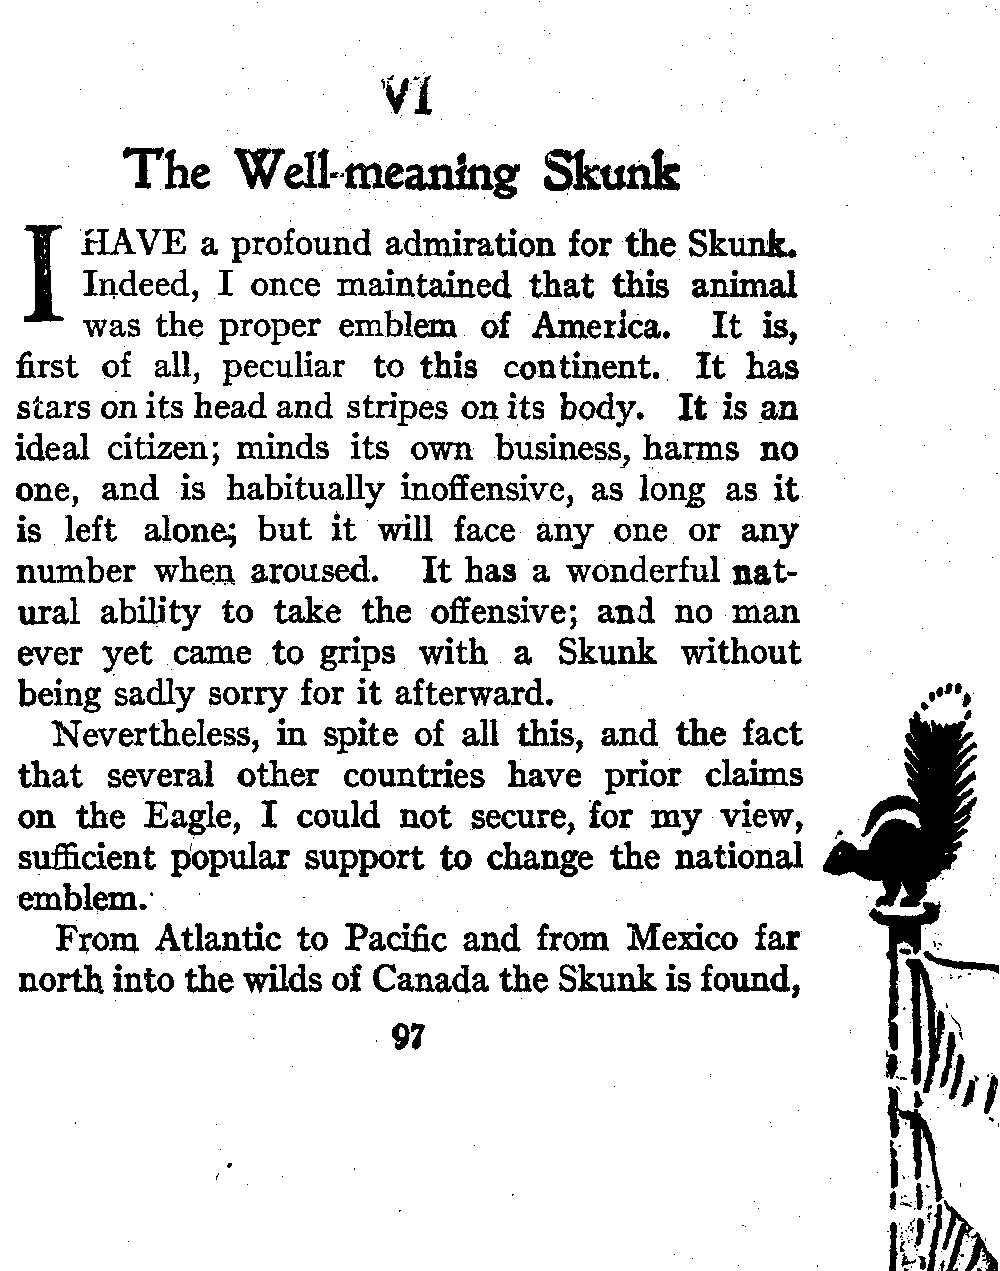 VI
The Well-meaning Skunk
I HAVE a profound admiration for the Skunk.
Indeed, I once maintained that this animal
was the proper emblem of America. It is,
first of all, peculiar to this continent. It has
stars on its head and stripes on its body. It is an
ideal citizen; minds its own business, harms no
one, and is habitually inoffensive, as long as it
is left alone; but it will face any one or any
number when aroused. It has a wonderful nat-
ural ability to take the offensive; and no man
ever yet came to grips with a Skunk without
being sadly sorry for it afterward.
Nevertheless, in spite of all this, and the fact
that several other countries have prior claims
on the Eagle, I could not secure, for my view,
sufficient popular support to change the national
emblem.
From Atlantic to Pacific and from Mexico far
north into the wilds of Canada the Skunk is found,
97